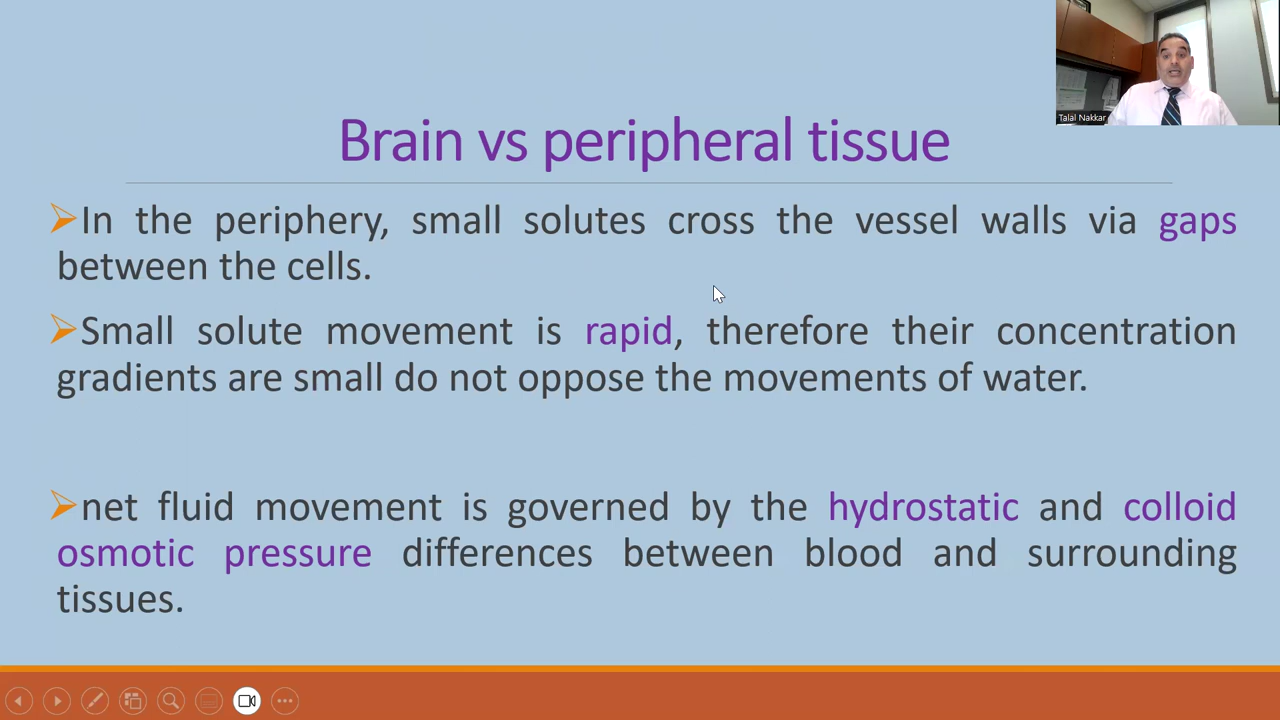 Talal Nakkar
Brain vs peripheral tissue
In the periphery, small solutes cross the vessel walls via gaps
between the cells.
Small solute movement is rapid, therefore their concentration
gradients are small do not oppose the movements of water.
net fluid movement is governed by the hydrostatic and colloid
osmotic pressure differences between blood and surrounding
tissues.